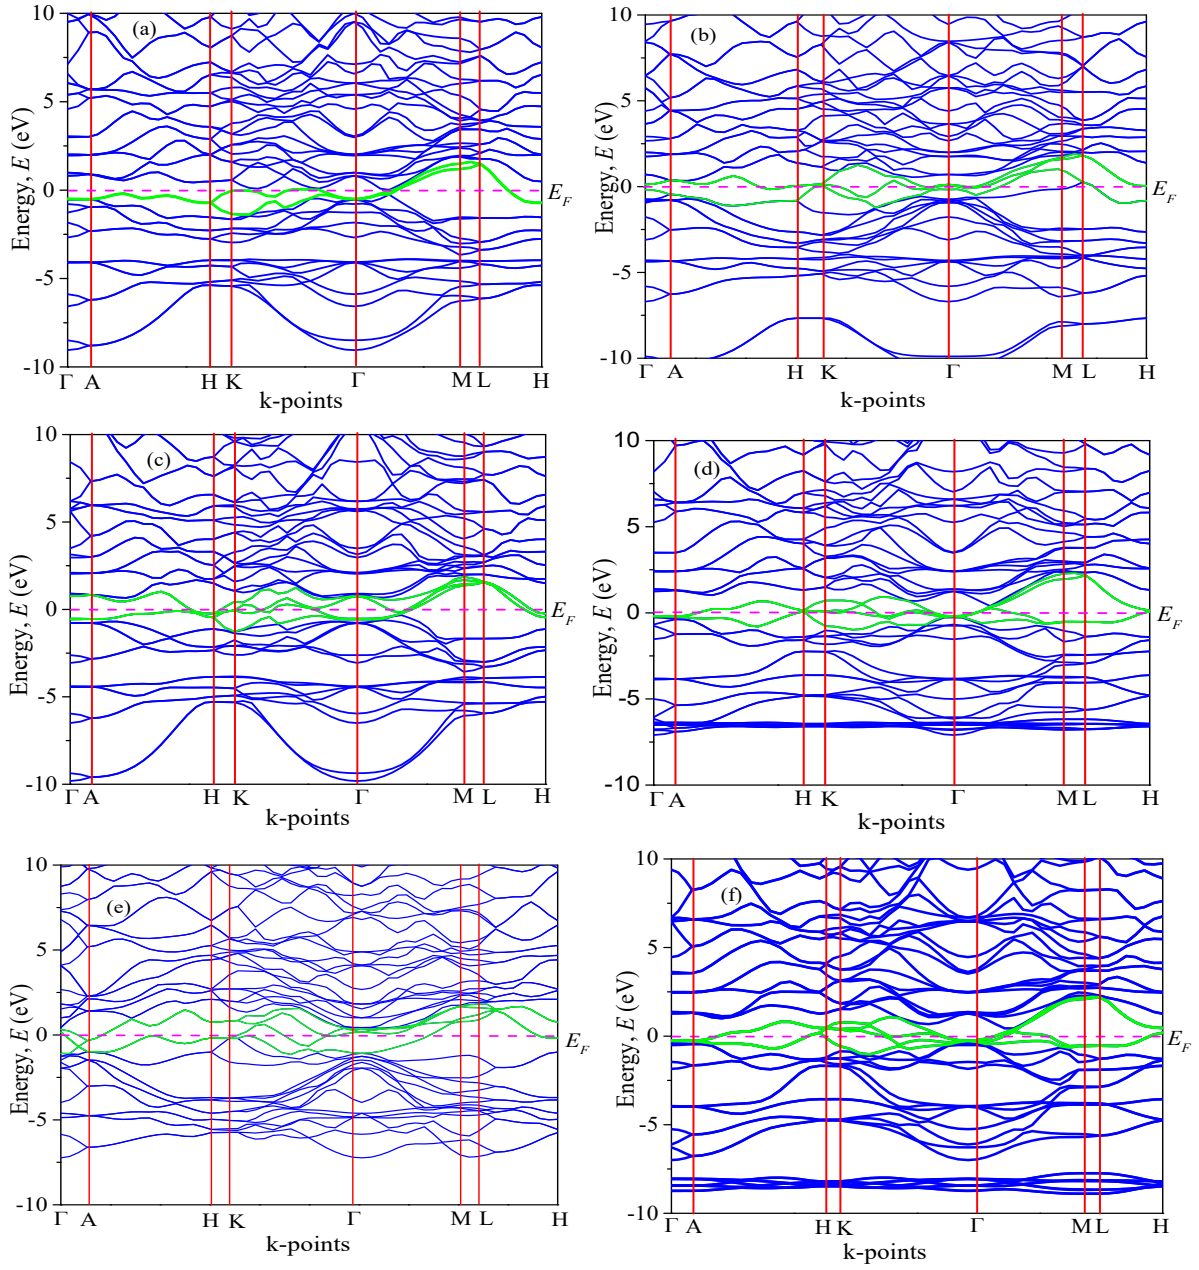 (a)
10
5
0
-5
-10
Energy, E (eV)
E_F
Γ A H K Γ M L H
k-points
(b)
10
5
0
-5
-10
Energy, E (eV)
E_F
Γ A H K Γ M L H
k-points
(c)
10
5
0
-5
-10
Energy, E (eV)
E_F
Γ A H K Γ M L H
k-points
(d)
10
5
0
-5
-10
Energy, E (eV)
E_F
Γ A H K Γ M L H
k-points
(e)
10
5
0
-5
-10
Energy, E (eV)
E_F
Γ A H K Γ M L H
k-points
(f)
10
5
0
-5
-10
Energy, E (eV)
E_F
Γ A H K Γ M L H
k-points